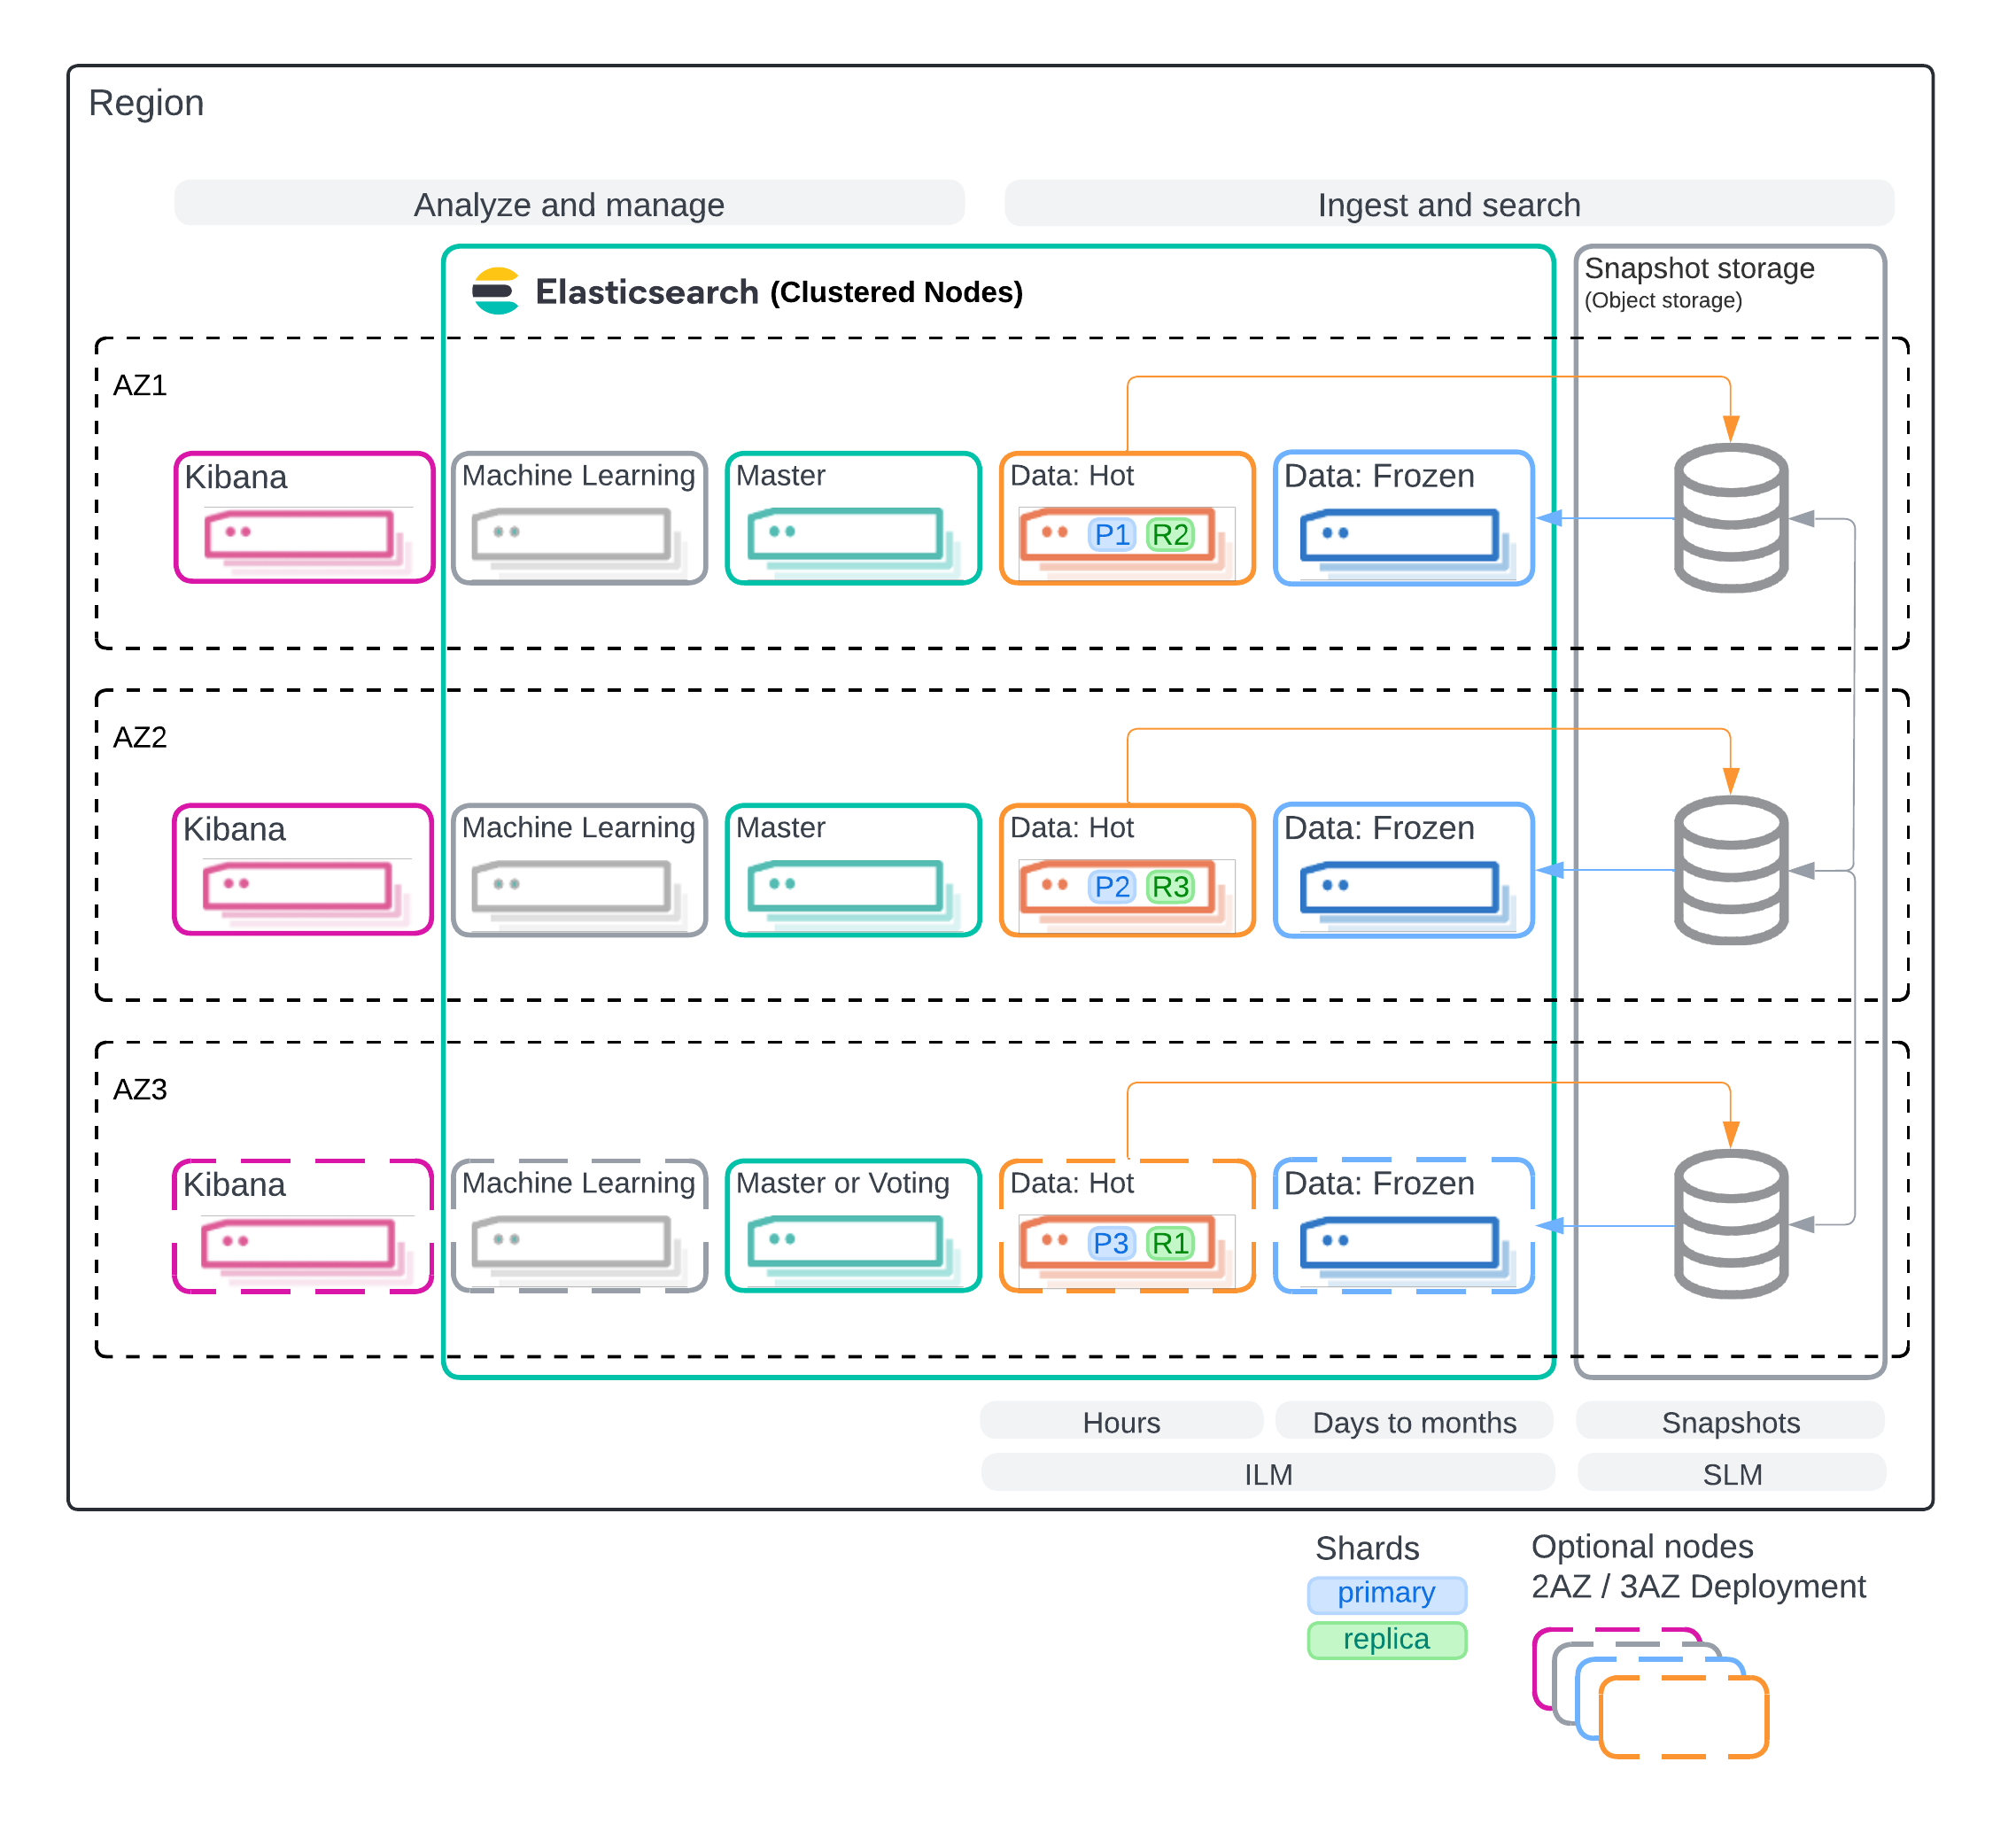 Region
Analyze and manage
Ingest and search
Elasticsearch (Clustered Nodes)
Snapshot storage
(Object storage)
AZ1
Kibana
Machine Learning
Master
Data: Hot
P1 R2
Data: Frozen
AZ2
Kibana
Machine Learning
Master
Data: Hot
P2 R3
Data: Frozen
AZ3
Kibana
Machine Learning
Master or Voting
Data: Hot
P3 R1
Data: Frozen
Hours
Days to months
Snapshots
ILM
SLM
Shards
primary
replica
Optional nodes
2AZ / 3AZ Deployment